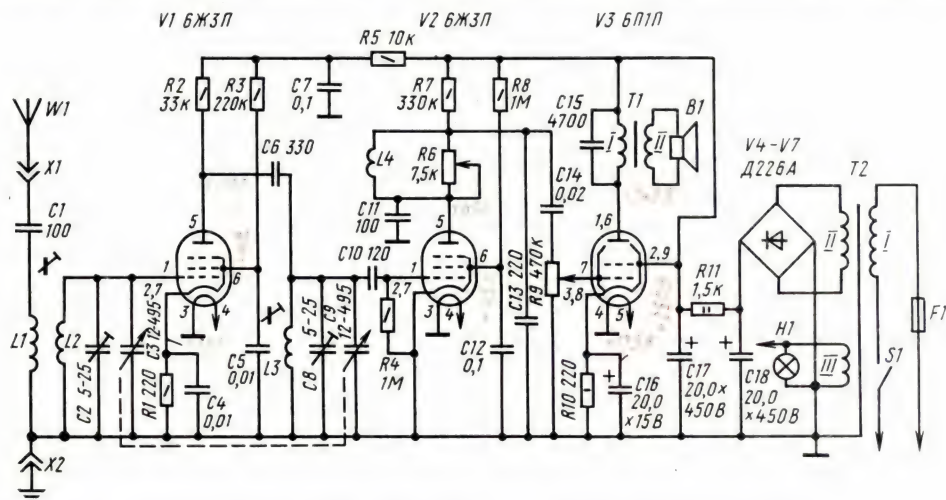 V1 6Ж3П
V2 6Ж3П
V3 6П1П
R5 10к
R2
33к
R3
220к
C7
0,1
R7
330к
R8
1М
C15
4700
T1
I
II
B1
V4-V7
Д226А
T2
W1
X1
C1
100
C6 330
L4
R6
7,5к
C11
100
C14
0,02
5
1
6
2,7
3
4
C10 120
5
1
6
2,7
3
4
1,6
7
2,9
3,8
4
5
II
I
R11
1,5к
F1
L1
L2
C2 5-25
C3 12-495
R1 220
C4
0,01
C5
0,01
L3
C8 5-25
C9
12-495
R4
1М
C12
0,1
C13 220
R9 470к
R10 220
C16
20,0
×15В
C17
20,0×
450В
C18
20,0
×450В
H1
III
S1
X2